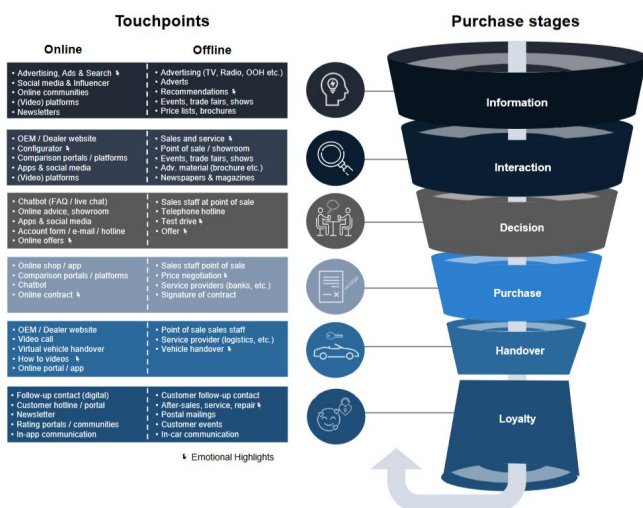 Touchpoints
Purchase stages
Online
Offline
• Advertising, Ads & Search
• Social media & Influencer
• Online communities
• (Video) platforms
• Newsletters
• Advertising (TV, Radio, OOH etc.)
• Adverts
• Recommendations
• Events, trade fairs, shows
• Price lists, brochures
Information
• OEM / Dealer website
• Configurator
• Comparison portals / platforms
• Apps & social media
• (Video) platforms
• Sales and service
• Point of sale / showroom
• Events, trade fairs, shows
• Adv. material (brochure etc.)
• Newspapers & magazines
Interaction
• Chatbot (FAQ / live chat)
• Online advice, showroom
• Apps & social media
• Account form / e-mail / hotline
• Online offers
• Sales staff at point of sale
• Telephone hotline
• Test drive
• Offer
Decision
• Online shop / app
• Comparison portals / platforms
• Chatbot
• Online contract
• Sales staff point of sale
• Price negotiation
• Service providers (banks, etc.)
• Signature of contract
Purchase
• OEM / Dealer website
• Video call
• Virtual vehicle handover
• How to videos
• Online portal / app
• Point of sale sales staff
• Service provider (logistics, etc.)
• Vehicle handover
Handover
• Follow-up contact (digital)
• Customer hotline / portal
• Newsletter
• Rating portals / communities
• In-app communication
• Customer follow-up contact
• After-sales, service, repair
• Postal mailings
• Customer events
• In-car communication
Loyalty
Emotional Highlights